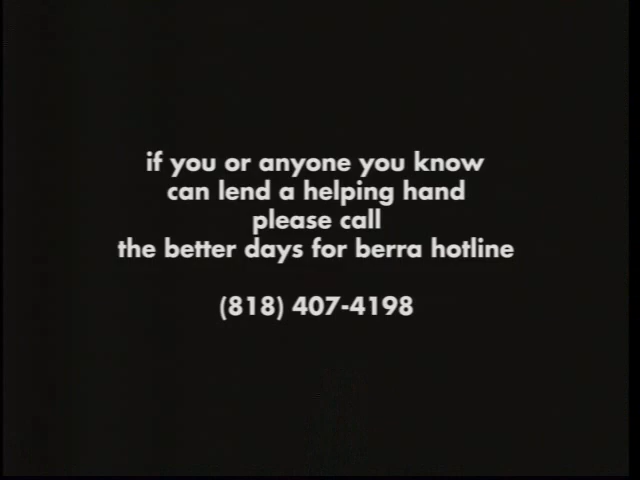 if you or anyone you know
can lend a helping hand
please call
the better days for berra hotline
(818) 407-4198